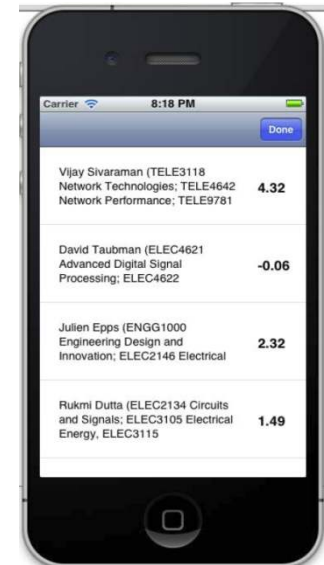 Carrier 8:18 PM
Done
Vijay Sivaraman (TELE3118
Network Technologies; TELE4642
Network Performance; TELE9781
4.32
David Taubman (ELEC4621
Advanced Digital Signal
Processing; ELEC4622
-0.06
Julien Epps (ENGG1000
Engineering Design and
Innovation; ELEC2146 Electrical
2.32
Rukmi Dutta (ELEC2134 Circuits
and Signals; ELEC3105 Electrical
Energy, ELEC3115
1.49